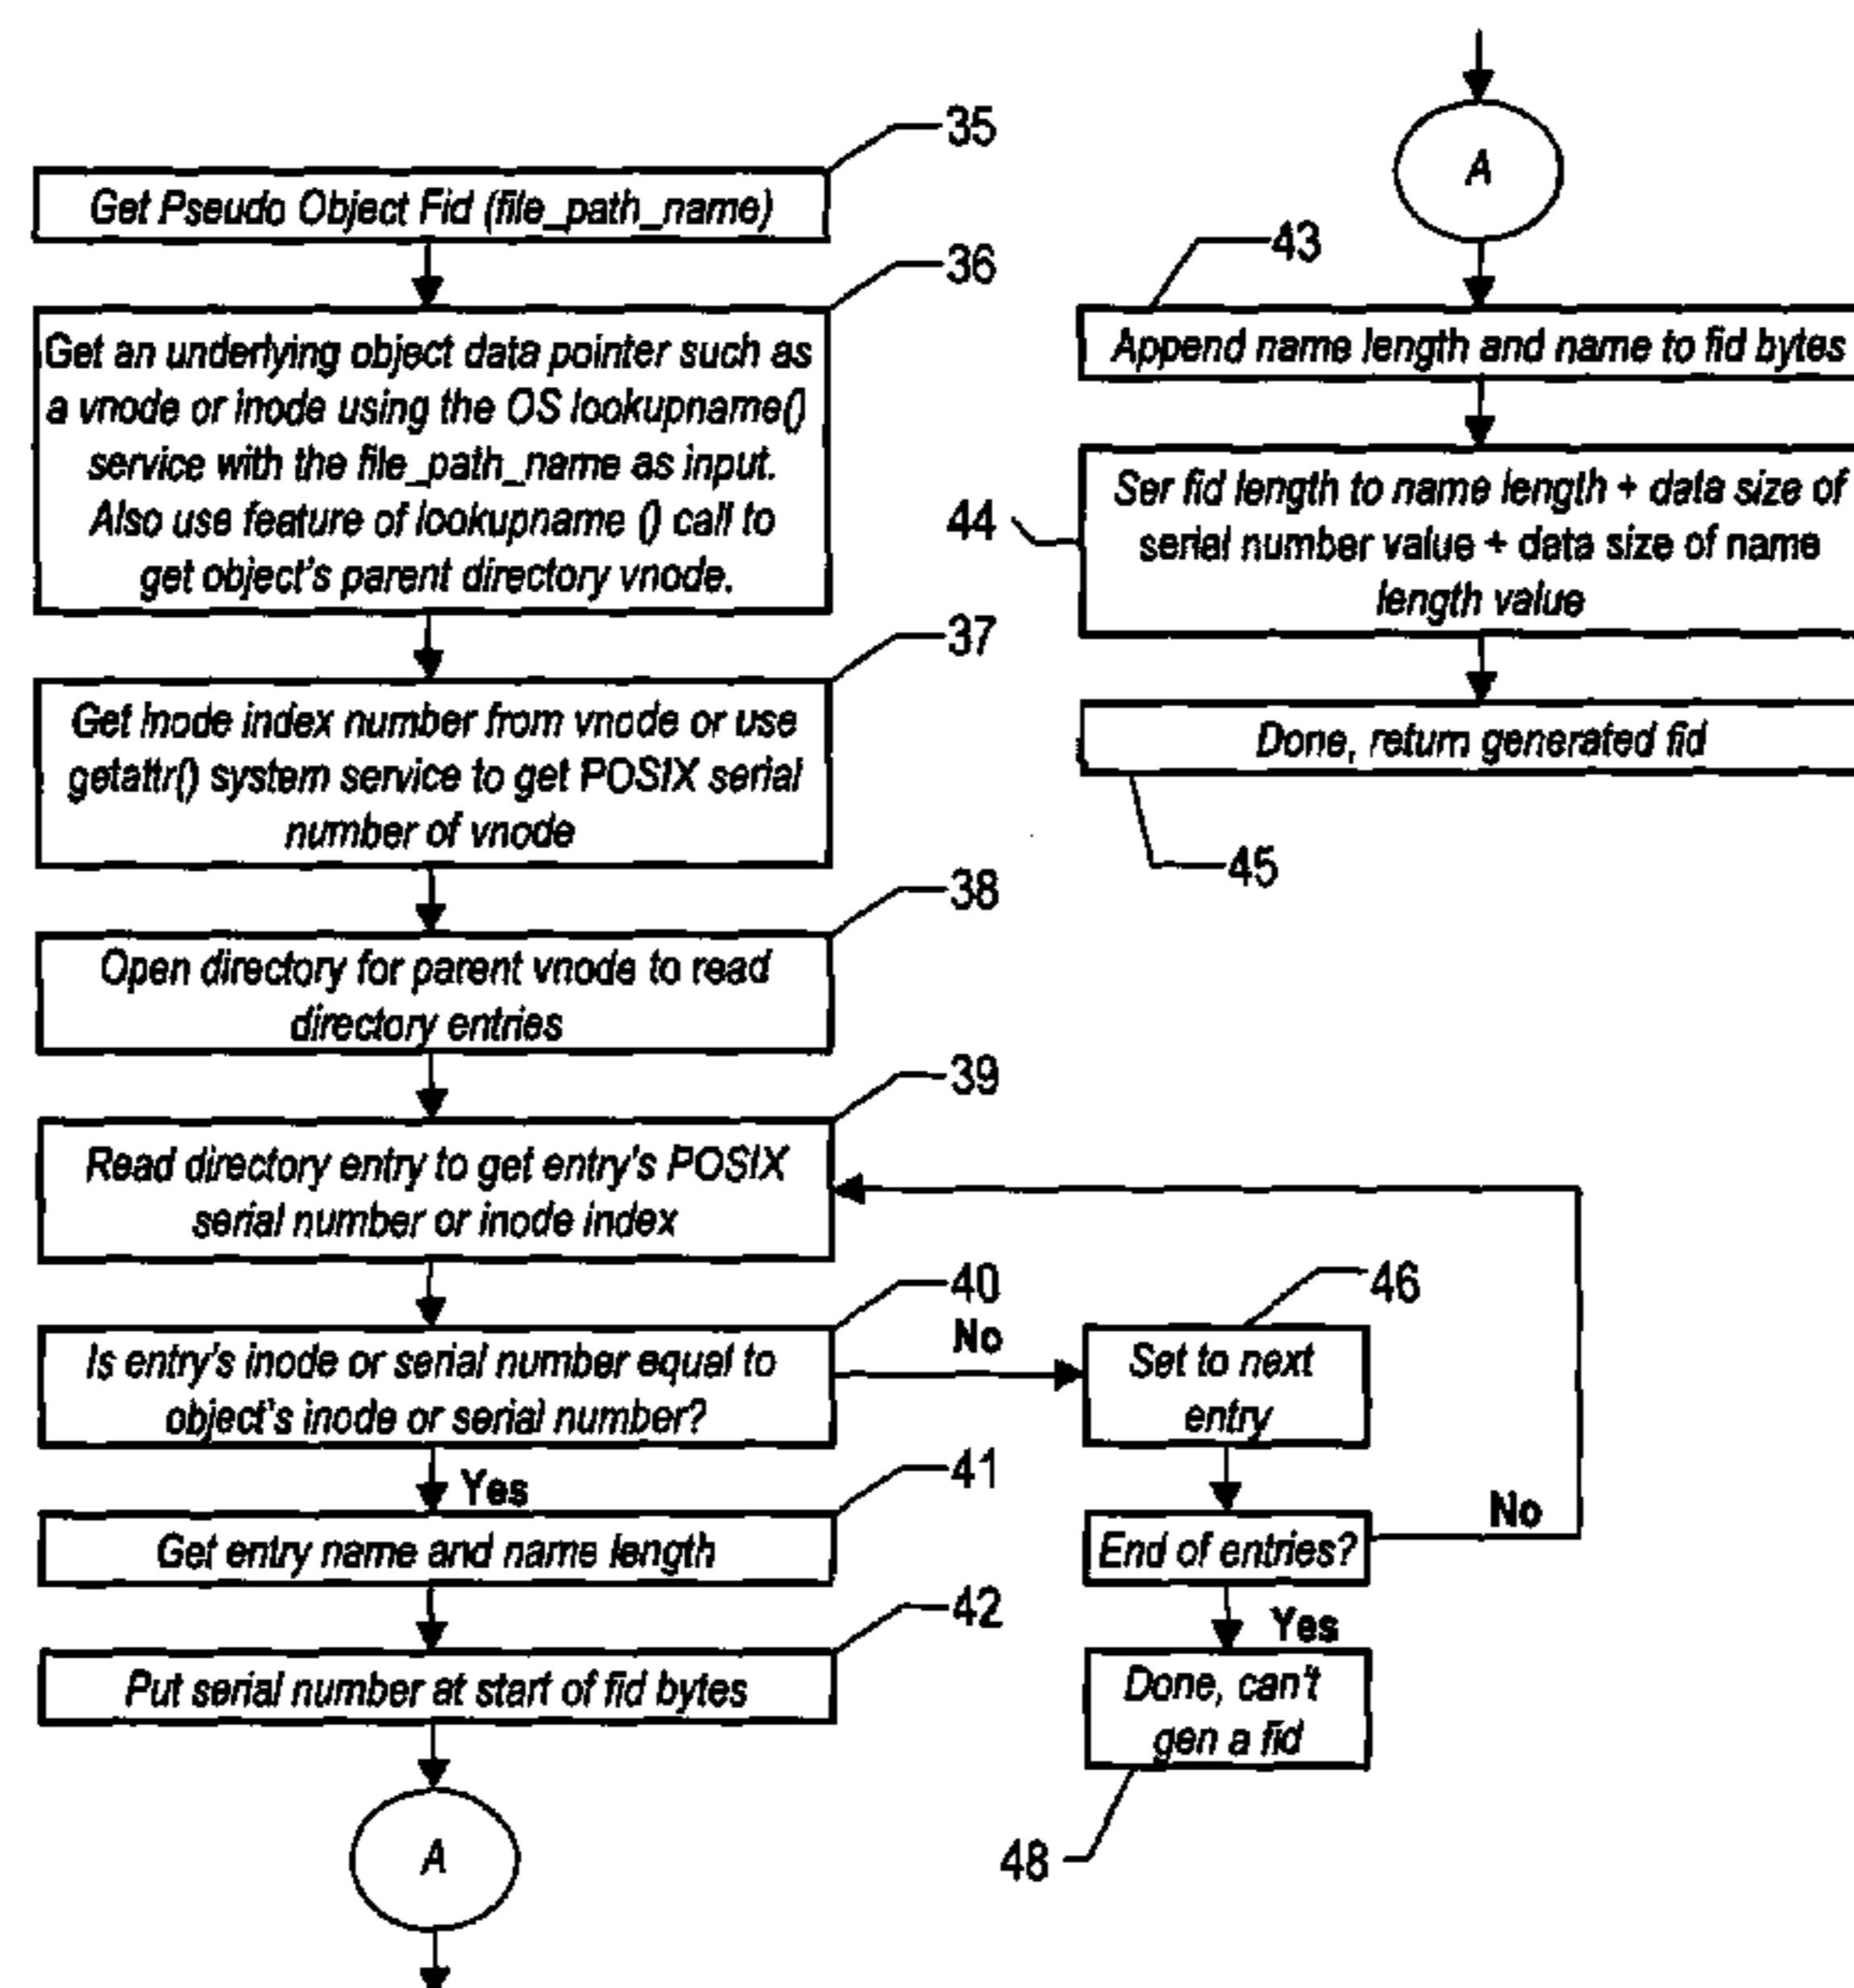 35
Get Pseudo Object Fid (file_path_name)
36
Get an underlying object data pointer such as
a vnode or inode using the OS lookupname()
service with the file_path_name as input.
Also use feature of lookupname () call to
get object's parent directory vnode.
37
Get inode index number from vnode or use
getattr() system service to get POSIX serial
number of vnode
38
Open directory for parent vnode to read
directory entries
39
Read directory entry to get entry's POSIX
serial number or inode index
40
Is entry's inode or serial number equal to
object's inode or serial number?
No
46
Set to next
entry
End of entries?
No
Yes
Done, can't
gen a fid
48
Yes
41
Get entry name and name length
42
Put serial number at start of fid bytes
A
A
43
Append name length and name to fid bytes
44
Ser fid length to name length + data size of
serial number value + data size of name
length value
Done, return generated fid
45